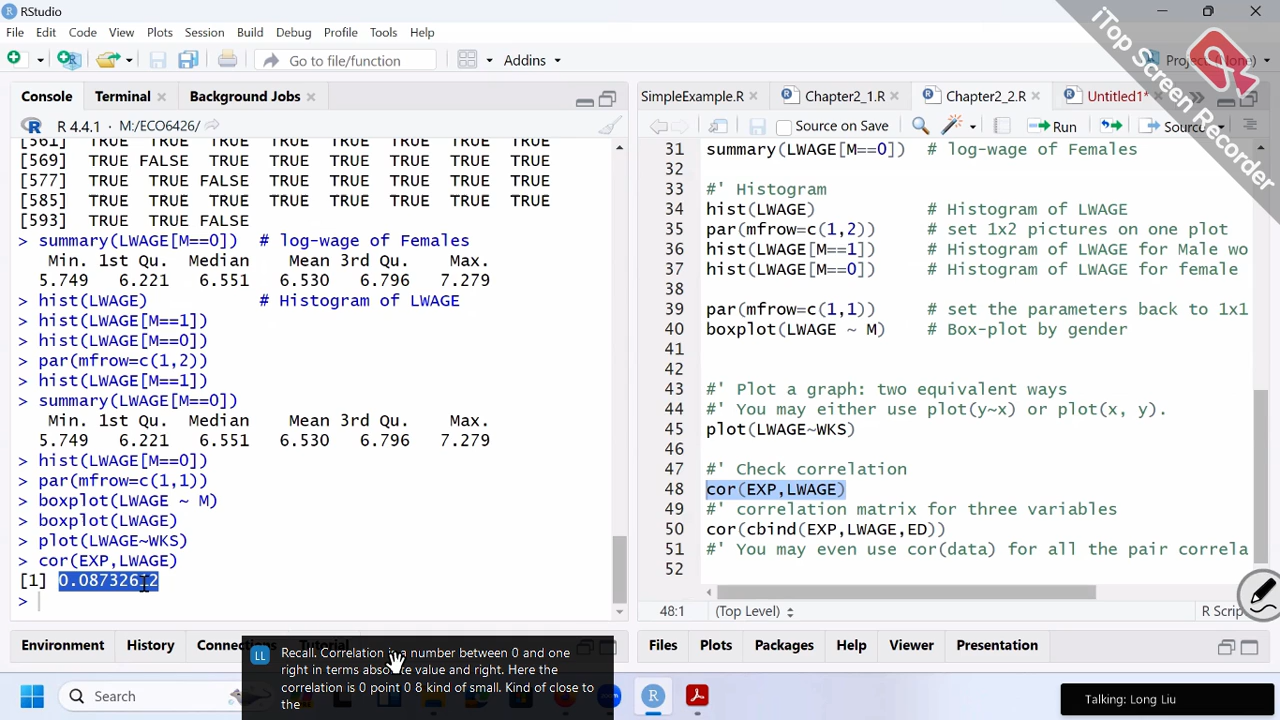 RStudio
File Edit Code View Plots Session Build Debug Profile Tools Help
Go to file/function Addins
Console Terminal Background Jobs
R 4.4.1 · M:/ECO6426/
[561] TRUE TRUE TRUE TRUE TRUE TRUE TRUE TRUE
[569] TRUE FALSE TRUE TRUE TRUE TRUE TRUE TRUE
[577] TRUE TRUE FALSE TRUE TRUE TRUE TRUE TRUE
[585] TRUE TRUE TRUE TRUE TRUE TRUE TRUE TRUE
[593] TRUE TRUE FALSE
> summary(LWAGE[M==0]) # log-wage of Females
Min. 1st Qu. Median Mean 3rd Qu. Max.
5.749 6.221 6.551 6.530 6.796 7.279
> hist(LWAGE) # Histogram of LWAGE
> hist(LWAGE[M==1])
> hist(LWAGE[M==0])
> par(mfrow=c(1,2))
> hist(LWAGE[M==1])
> summary(LWAGE[M==0])
Min. 1st Qu. Median Mean 3rd Qu. Max.
5.749 6.221 6.551 6.530 6.796 7.279
> hist(LWAGE[M==0])
> par(mfrow=c(1,1))
> boxplot(LWAGE ~ M)
> boxplot(LWAGE)
> plot(LWAGE~WKS)
> cor(EXP,LWAGE)
[1] 0.08732612
>
Environment History Tutorial
SimpleExample.R Chapter2_1.R Chapter2_2.R Untitled1*
Source on Save Run
31 summary(LWAGE[M==0]) # log-wage of Females
32
33 #' Histogram
34 hist(LWAGE) # Histogram of LWAGE
35 par(mfrow=c(1,2)) # set 1x2 pictures on one plot
36 hist(LWAGE[M==1]) # Histogram of LWAGE for Male wo
37 hist(LWAGE[M==0]) # Histogram of LWAGE for female
38
39 par(mfrow=c(1,1)) # set the parameters back to 1x1
40 boxplot(LWAGE ~ M) # Box-plot by gender
41
42
43 #' Plot a graph: two equivalent ways
44 #' You may either use plot(y~x) or plot(x, y).
45 plot(LWAGE~WKS)
46
47 #' Check correlation
48 cor(EXP,LWAGE)
49 #' correlation matrix for three variables
50 cor(cbind(EXP,LWAGE,ED))
51 #' You may even use cor(data) for all the pair correla
52
48:1 (Top Level) R Scrip
Files Plots Packages Help Viewer Presentation
iTop Screen Recorder
LL
Recall. Correlation is a number between 0 and one
right in terms absolute value and right. Here the
correlation is 0 point 0 8 kind of small. Kind of close to
the
Search
Talking: Long Liu